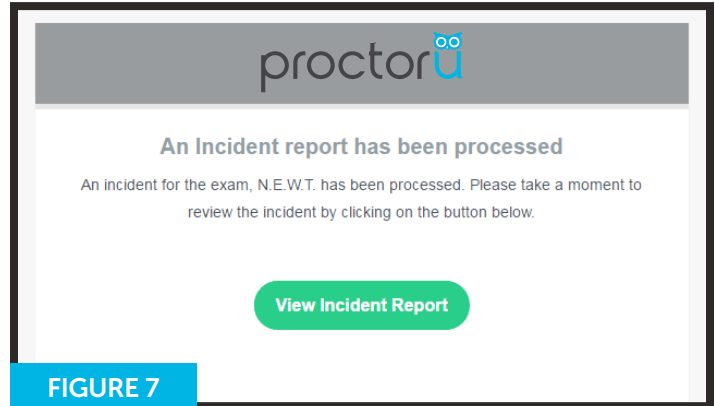 proctoru
An Incident report has been processed
An incident for the exam, N.E.W.T. has been processed. Please take a moment to
review the incident by clicking on the button below.
View Incident Report
FIGURE 7